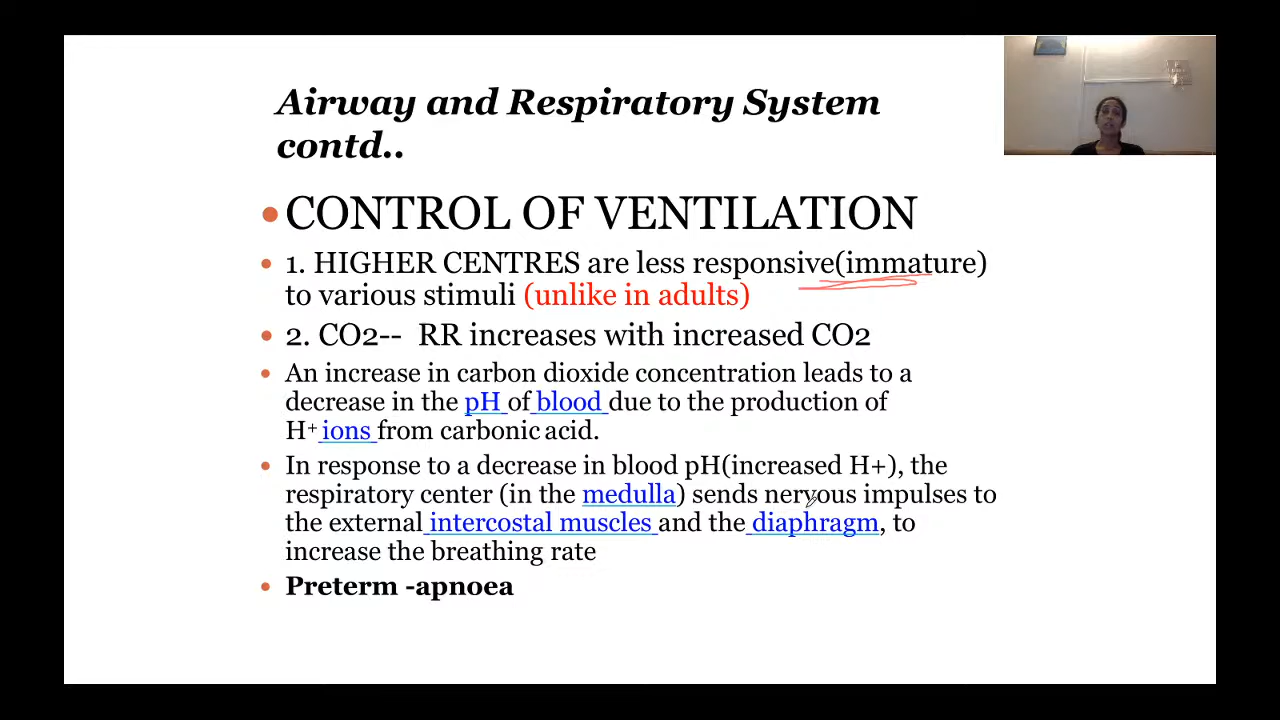 Airway and Respiratory System
contd..
•CONTROL OF VENTILATION
• 1. HIGHER CENTRES are less responsive(immature)
to various stimuli (unlike in adults)
• 2. CO2-- RR increases with increased CO2
• An increase in carbon dioxide concentration leads to a
decrease in the pH of blood due to the production of
H+ ions from carbonic acid.
• In response to a decrease in blood pH(increased H+), the
respiratory center (in the medulla) sends nervous impulses to
the external intercostal muscles and the diaphragm, to
increase the breathing rate
• Preterm -apnoea